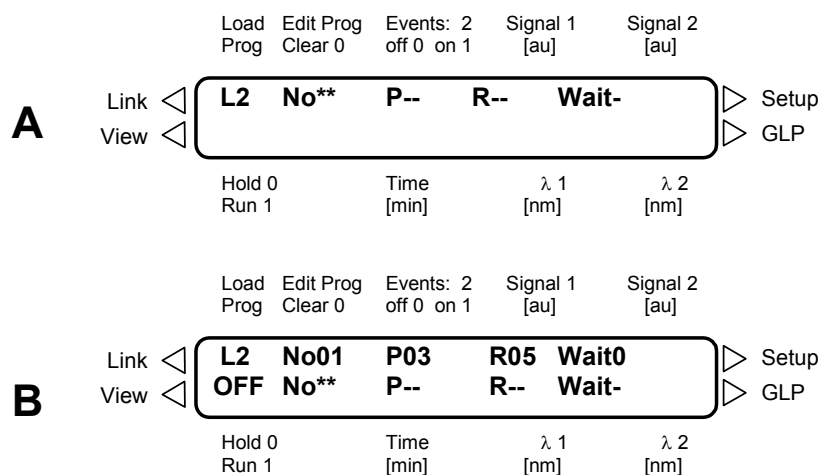 Load Edit Prog Events: 2 Signal 1 Signal 2
Prog Clear 0 off 0 on 1 [au] [au]
A
Link L2 No** P-- R-- Wait- Setup
View GLP
Hold 0 Time λ 1 λ 2
Run 1 [min] [nm] [nm]
Load Edit Prog Events: 2 Signal 1 Signal 2
Prog Clear 0 off 0 on 1 [au] [au]
B
Link L2 No01 P03 R05 Wait0 Setup
View OFF No** P-- R-- Wait- GLP
Hold 0 Time λ 1 λ 2
Run 1 [min] [nm] [nm]